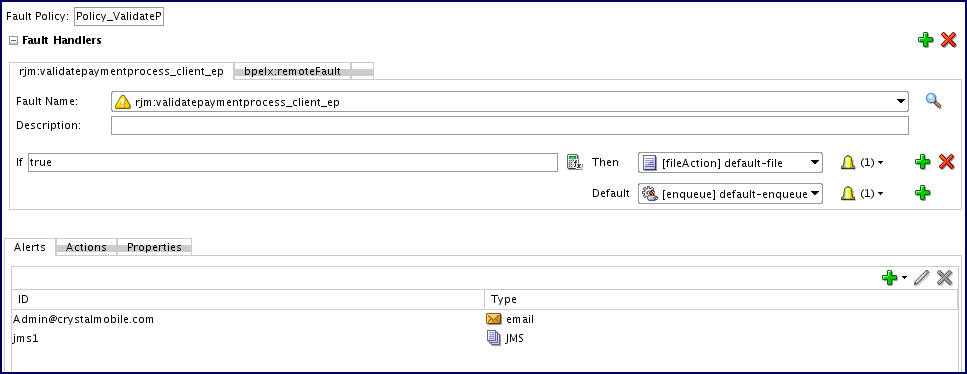 Fault Policy: Policy_ValidateP
Fault Handlers
rjm:validatepaymentprocess_client_ep bpelx:remoteFault
Fault Name: rjm:validatepaymentprocess_client_ep
Description:
If true Then [fileAction] default-file (1)
Default [enqueue] default-enqueue (1)
Alerts Actions Properties
ID Type
Admin@crystalmobile.com email
jms1 JMS